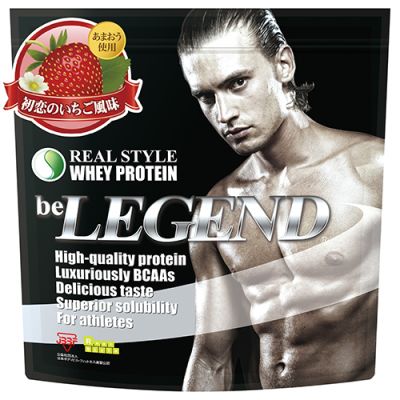 あまおう
使用
初恋のいちご風味
REAL STYLE
WHEY PROTEIN
be LEGEND
High-quality protein
Luxuriously BCAAs
Delicious taste
Superior solubility
For athletes
JBBF